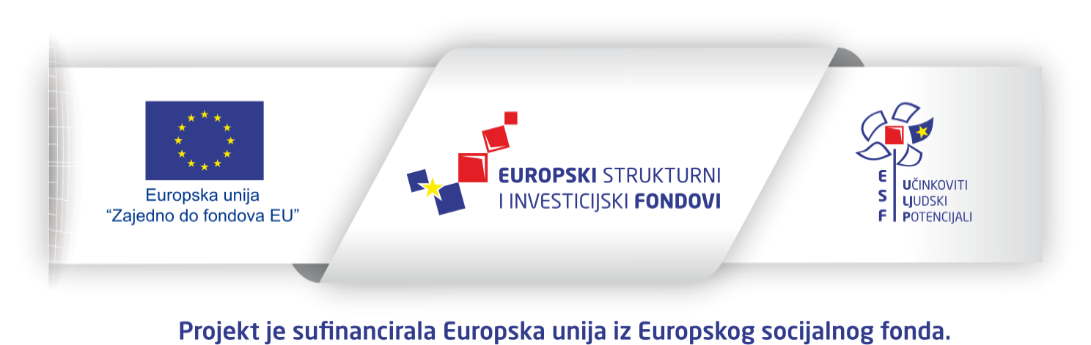 Europska unija
“Zajedno do fondova EU”
EUROPSKI STRUKTURNI
I INVESTICIJSKI FONDOVI
ESF
UČINKOVITI
LJUDSKI
POTENCIJALI
Projekt je sufinancirala Europska unija iz Europskog socijalnog fonda.